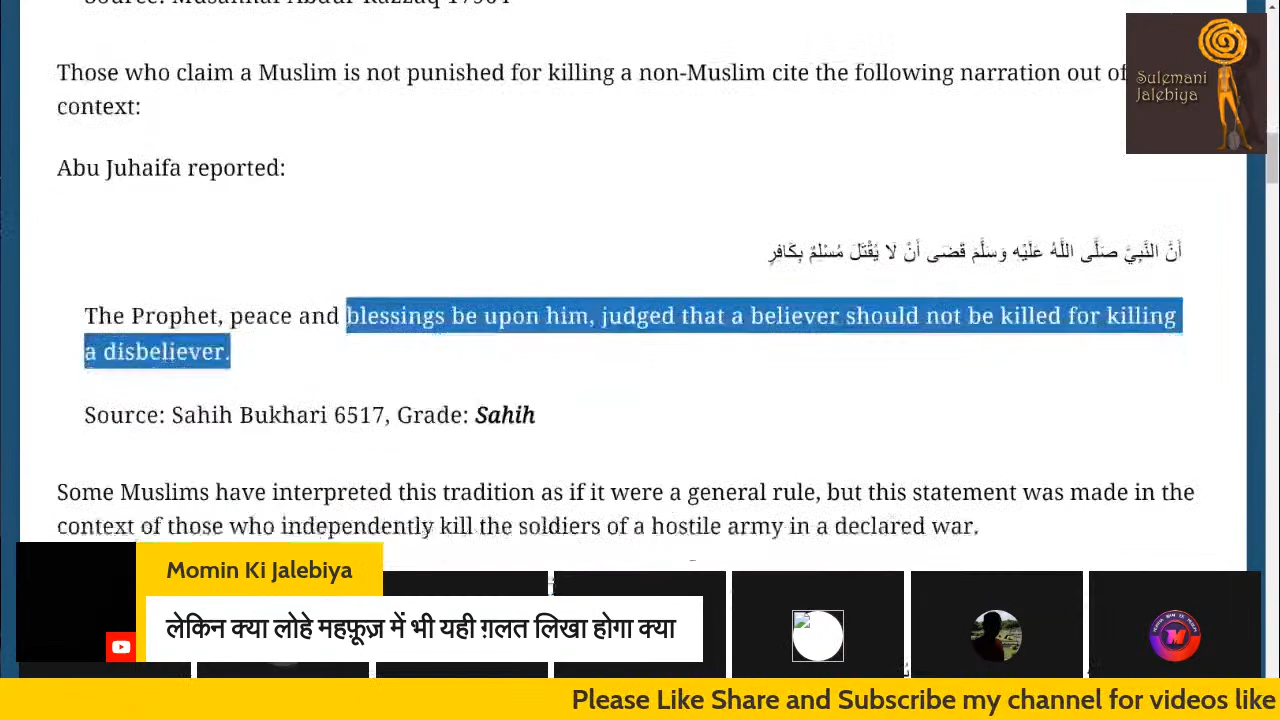 Those who claim a Muslim is not punished for killing a non-Muslim cite the following narration out of
context:
Sulemani
Jalebiya
Abu Juhaifa reported:
أَنَّ النَّبِيَّ صَلَّى اللَّهُ عَلَيْهِ وَسَلَّمَ قَضَى أَنْ لَا يُقْتَلَ مُسْلِمٌ بِكَافِرٍ
The Prophet, peace and blessings be upon him, judged that a believer should not be killed for killing
a disbeliever.
Source: Sahih Bukhari 6517, Grade: Sahih
Some Muslims have interpreted this tradition as if it were a general rule, but this statement was made in the
context of those who independently kill the soldiers of a hostile army in a declared war.
Momin Ki Jalebiya
लेकिन क्या लोहे महफ़ूज़ में भी यही ग़लत लिखा होगा क्या
Please Like Share and Subscribe my channel for videos like